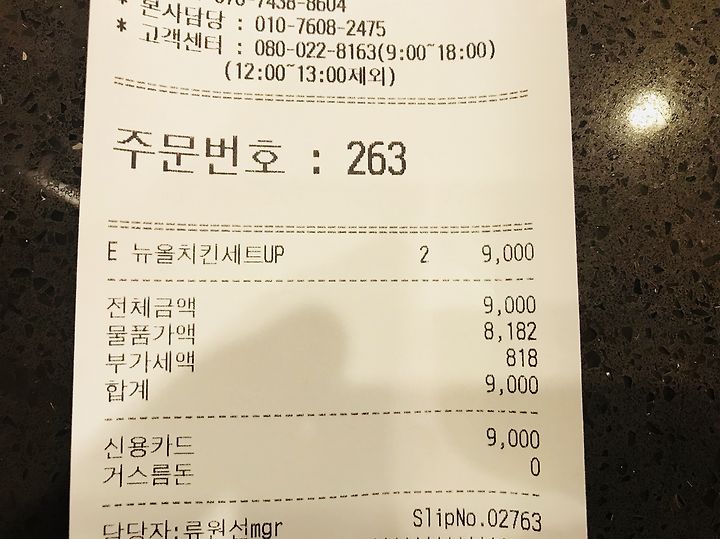 070-7438-8604
* 본사담당 : 010-7608-2475
* 고객센터 : 080-022-8163(9:00~18:00)
(12:00~13:00제외)
주문번호 : 263
E 뉴올치킨세트UP 2 9,000
전체금액 9,000
물품가액 8,182
부가세액 818
합계 9,000
신용카드 9,000
거스름돈 0
담당자:류원선mgr SlipNo.02763